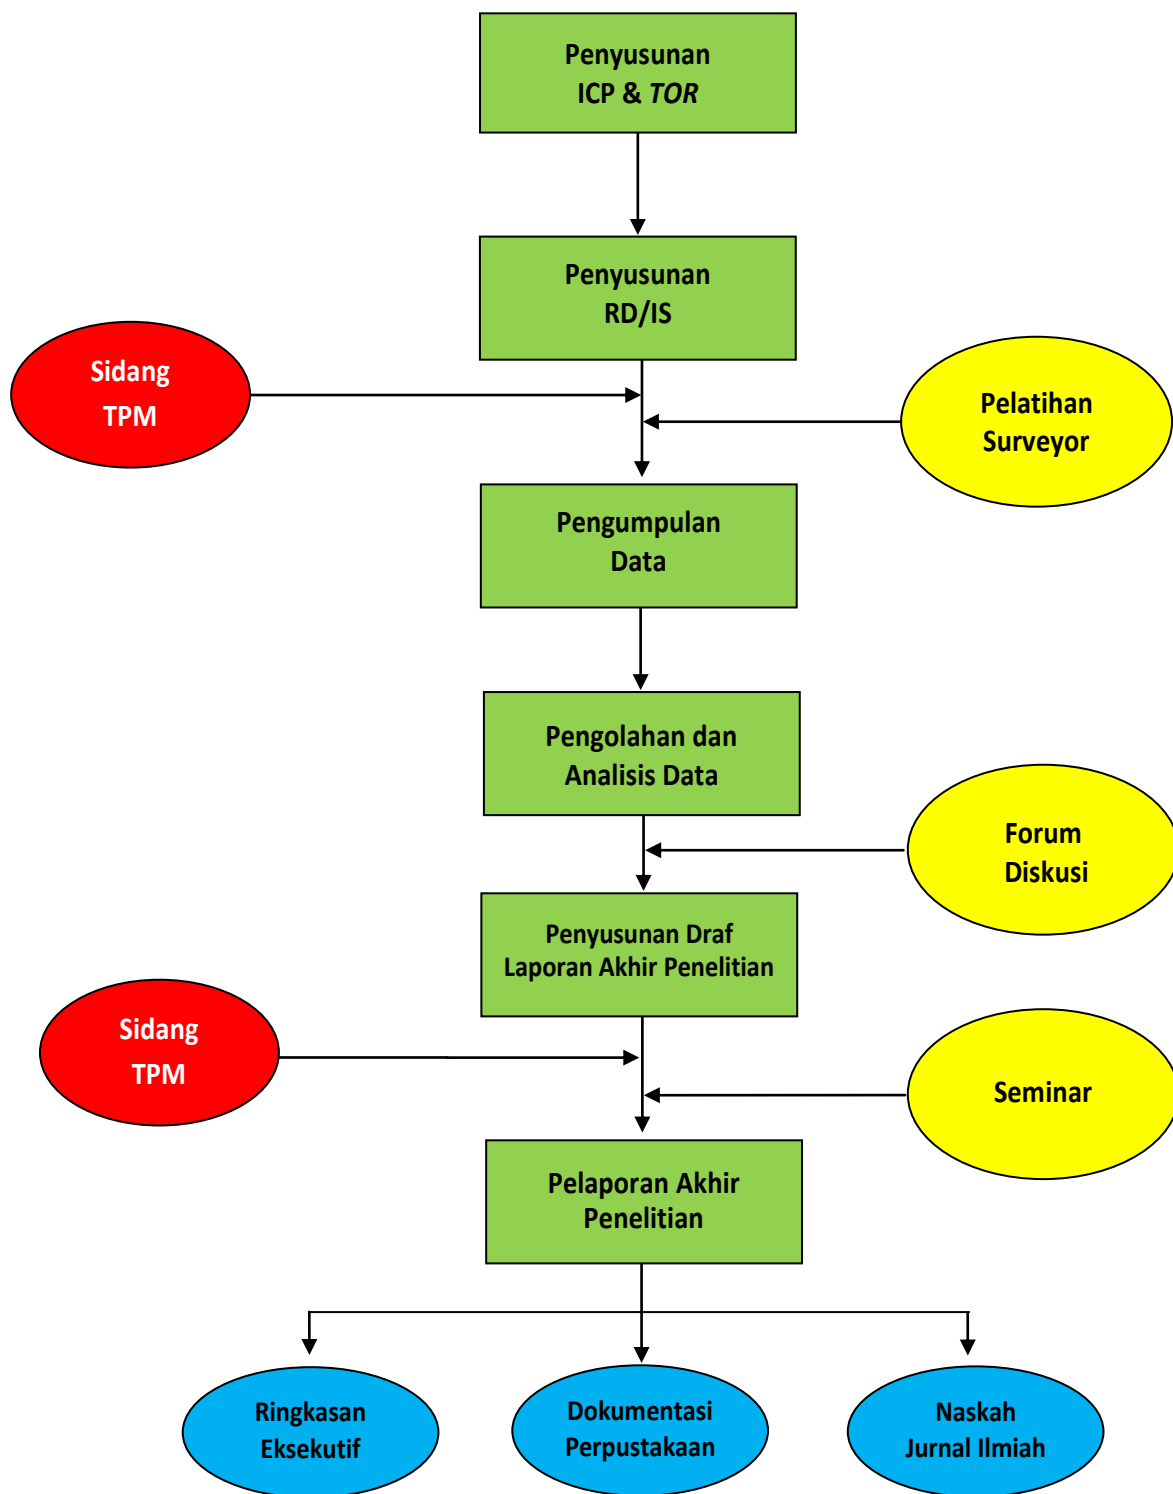 Penyusunan
ICP & TOR
Penyusunan
RD/IS
Sidang
TPM
Pelatihan
Surveyor
Pengumpulan
Data
Pengolahan dan
Analisis Data
Forum
Diskusi
Penyusunan Draf
Laporan Akhir Penelitian
Sidang
TPM
Seminar
Pelaporan Akhir
Penelitian
Ringkasan
Eksekutif
Dokumentasi
Perpustakaan
Naskah
Jurnal Ilmiah